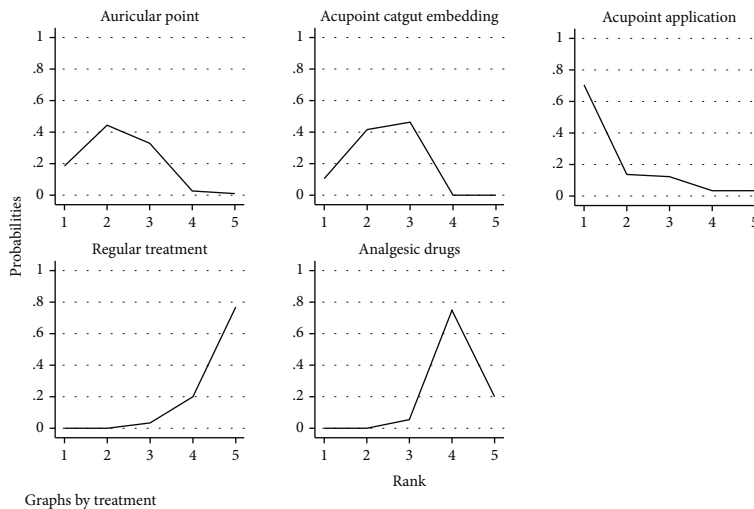 Auricular point
1
.8
.6
.4
.2
0
1 2 3 4 5
Acupoint catgut embedding
1
.8
.6
.4
.2
0
1 2 3 4 5
Acupoint application
1
.8
.6
.4
.2
0
1 2 3 4 5
Probabilities
Regular treatment
1
.8
.6
.4
.2
0
1 2 3 4 5
Analgesic drugs
1
.8
.6
.4
.2
0
1 2 3 4 5
Rank
Graphs by treatment